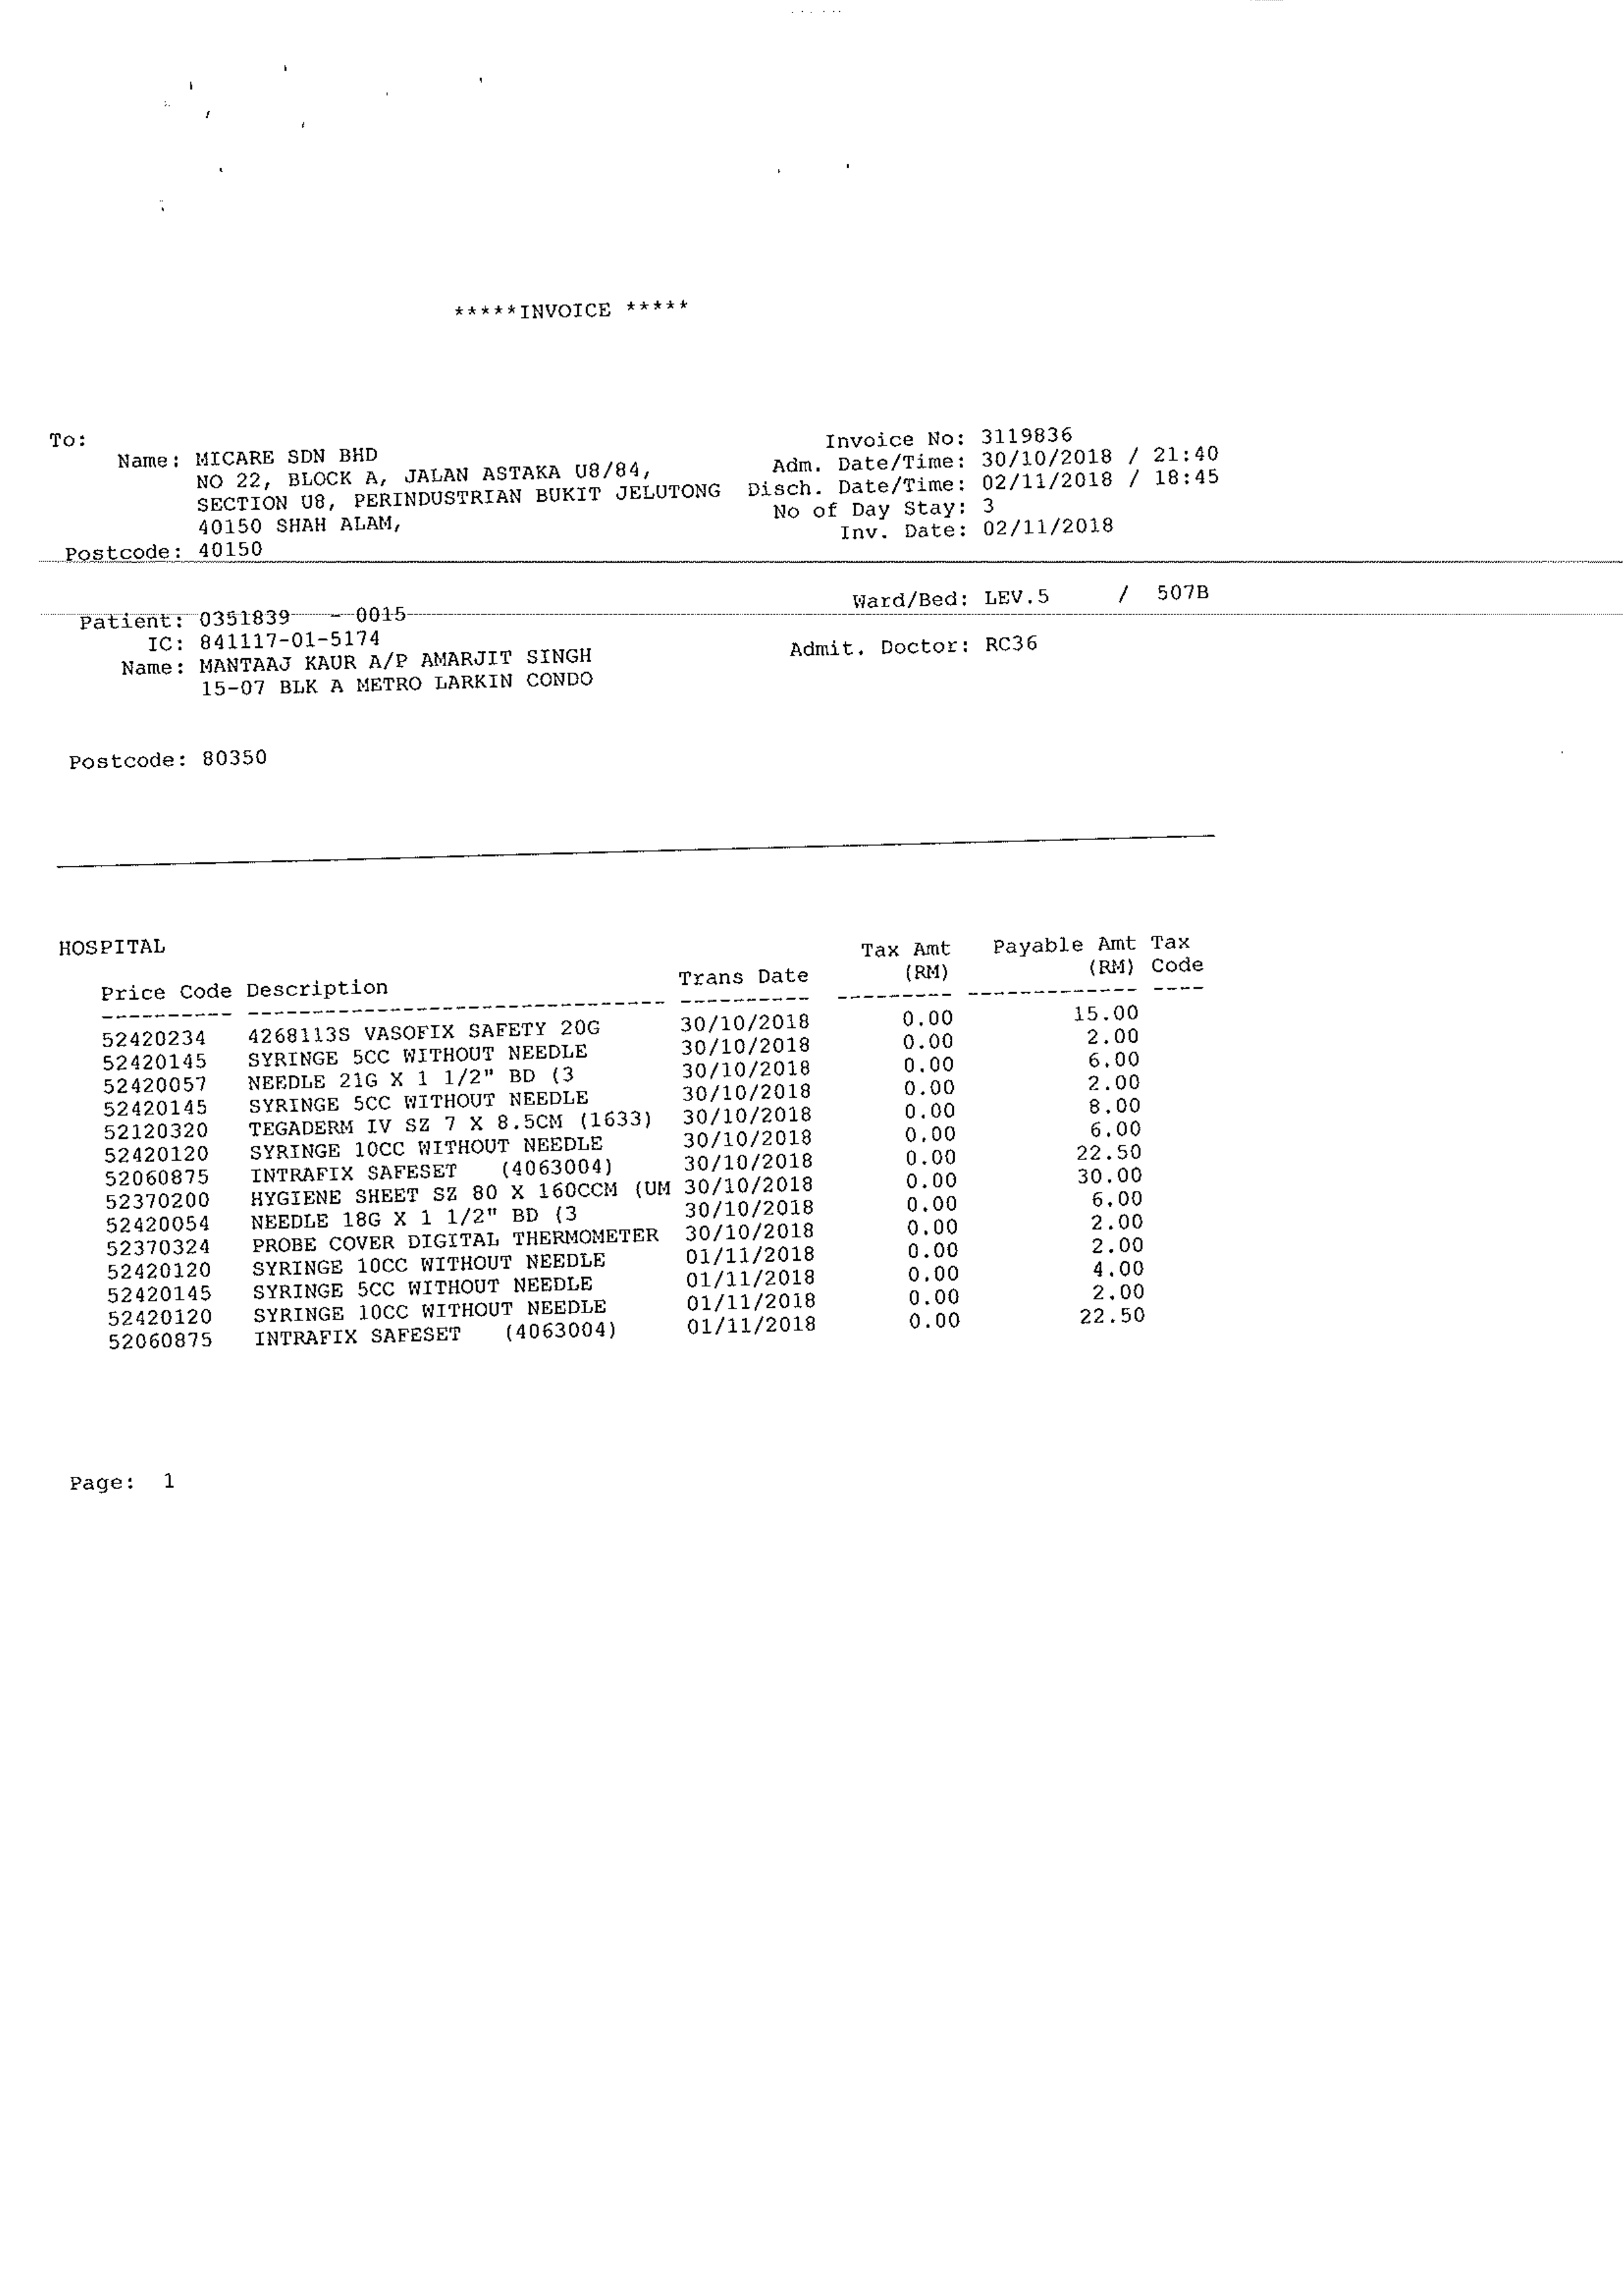 *****INVOICE *****
To:
Name: MICARE SDN BHD
NO 22, BLOCK A, JALAN ASTAKA U8/84,
SECTION U8, PERINDUSTRIAN BUKIT JELUTONG
40150 SHAH ALAM,
Postcode: 40150
Invoice No: 3119836
Adm. Date/Time: 30/10/2018 / 21:40
Disch. Date/Time: 02/11/2018 / 18:45
No of Day Stay: 3
Inv. Date: 02/11/2018
Patient: 0351839 - 0015
IC: 841117-01-5174
Name: MANTAAJ KAUR A/P AMARJIT SINGH
15-07 BLK A METRO LARKIN CONDO
Postcode: 80350
Ward/Bed: LEV.5 / 507B
Admit. Doctor: RC36
HOSPITAL
Tax Amt Payable Amt Tax
Price Code Description Trans Date (RM) (RM) Code
52420234 4268113S VASOFIX SAFETY 20G 30/10/2018 0.00 15.00
52420145 SYRINGE 5CC WITHOUT NEEDLE 30/10/2018 0.00 2.00
52420057 NEEDLE 21G X 1 1/2" BD (3 30/10/2018 0.00 6.00
52420145 SYRINGE 5CC WITHOUT NEEDLE 30/10/2018 0.00 2.00
52120320 TEGADERM IV SZ 7 X 8.5CM (1633) 30/10/2018 0.00 8.00
52420120 SYRINGE 10CC WITHOUT NEEDLE 30/10/2018 0.00 6.00
52060875 INTRAFIX SAFESET (4063004) 30/10/2018 0.00 22.50
52370200 HYGIENE SHEET SZ 80 X 160CCM (UM 30/10/2018 0.00 30.00
52420054 NEEDLE 18G X 1 1/2" BD (3 30/10/2018 0.00 6.00
52370324 PROBE COVER DIGITAL THERMOMETER 30/10/2018 0.00 2.00
52420120 SYRINGE 10CC WITHOUT NEEDLE 01/11/2018 0.00 2.00
52420145 SYRINGE 5CC WITHOUT NEEDLE 01/11/2018 0.00 4.00
52420120 SYRINGE 10CC WITHOUT NEEDLE 01/11/2018 0.00 2.00
52060875 INTRAFIX SAFESET (4063004) 01/11/2018 0.00 22.50
Page: 1